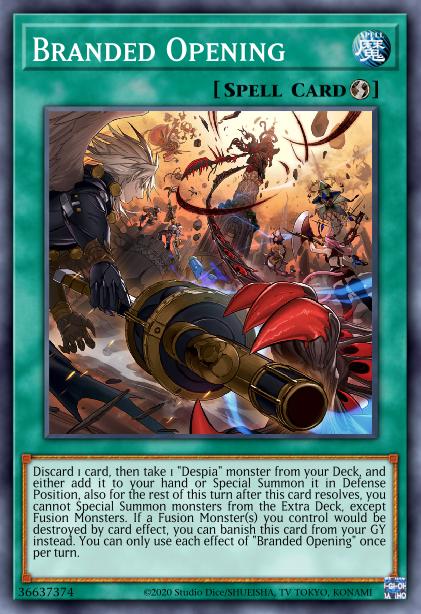 BRANDED OPENING
SPELL
魔
[SPELL CARD]
Discard 1 card, then take 1 "Despia" monster from your Deck, and
either add it to your hand or Special Summon it in Defense
Position, also for the rest of this turn after this card resolves, you
cannot Special Summon monsters from the Extra Deck, except
Fusion Monsters. If a Fusion Monster(s) you control would be
destroyed by card effect, you can banish this card from your GY
instead. You can only use each effect of "Branded Opening" once
per turn.
36637374
©2020 Studio Dice/SHUEISHA, TV TOKYO, KONAMI